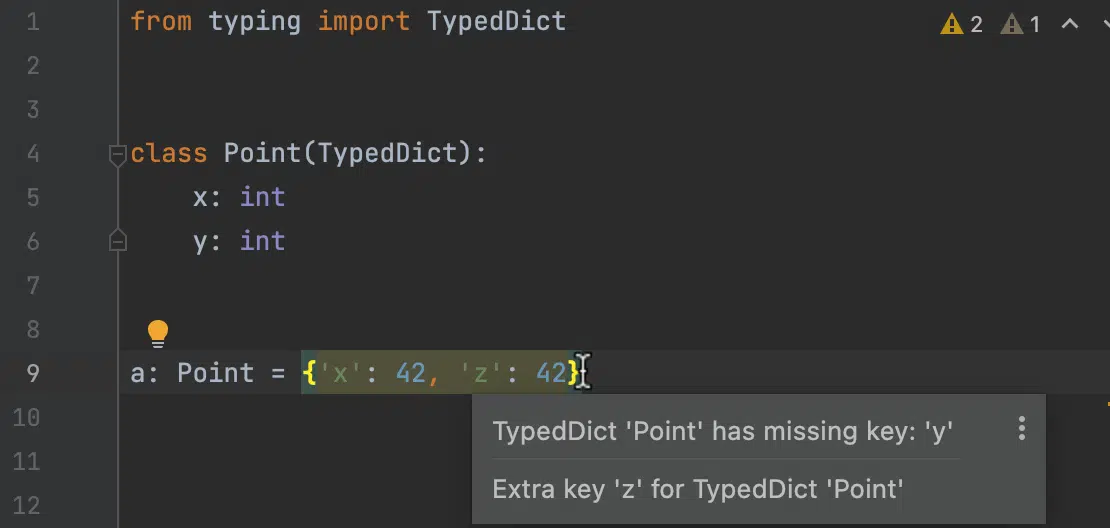 1 from typing import TypedDict 2 1
2
3
4 class Point(TypedDict):
5 x: int
6 y: int
7
8
9 a: Point = {'x': 42, 'z': 42}
10 TypedDict 'Point' has missing key: 'y'
11
12 Extra key 'z' for TypedDict 'Point'